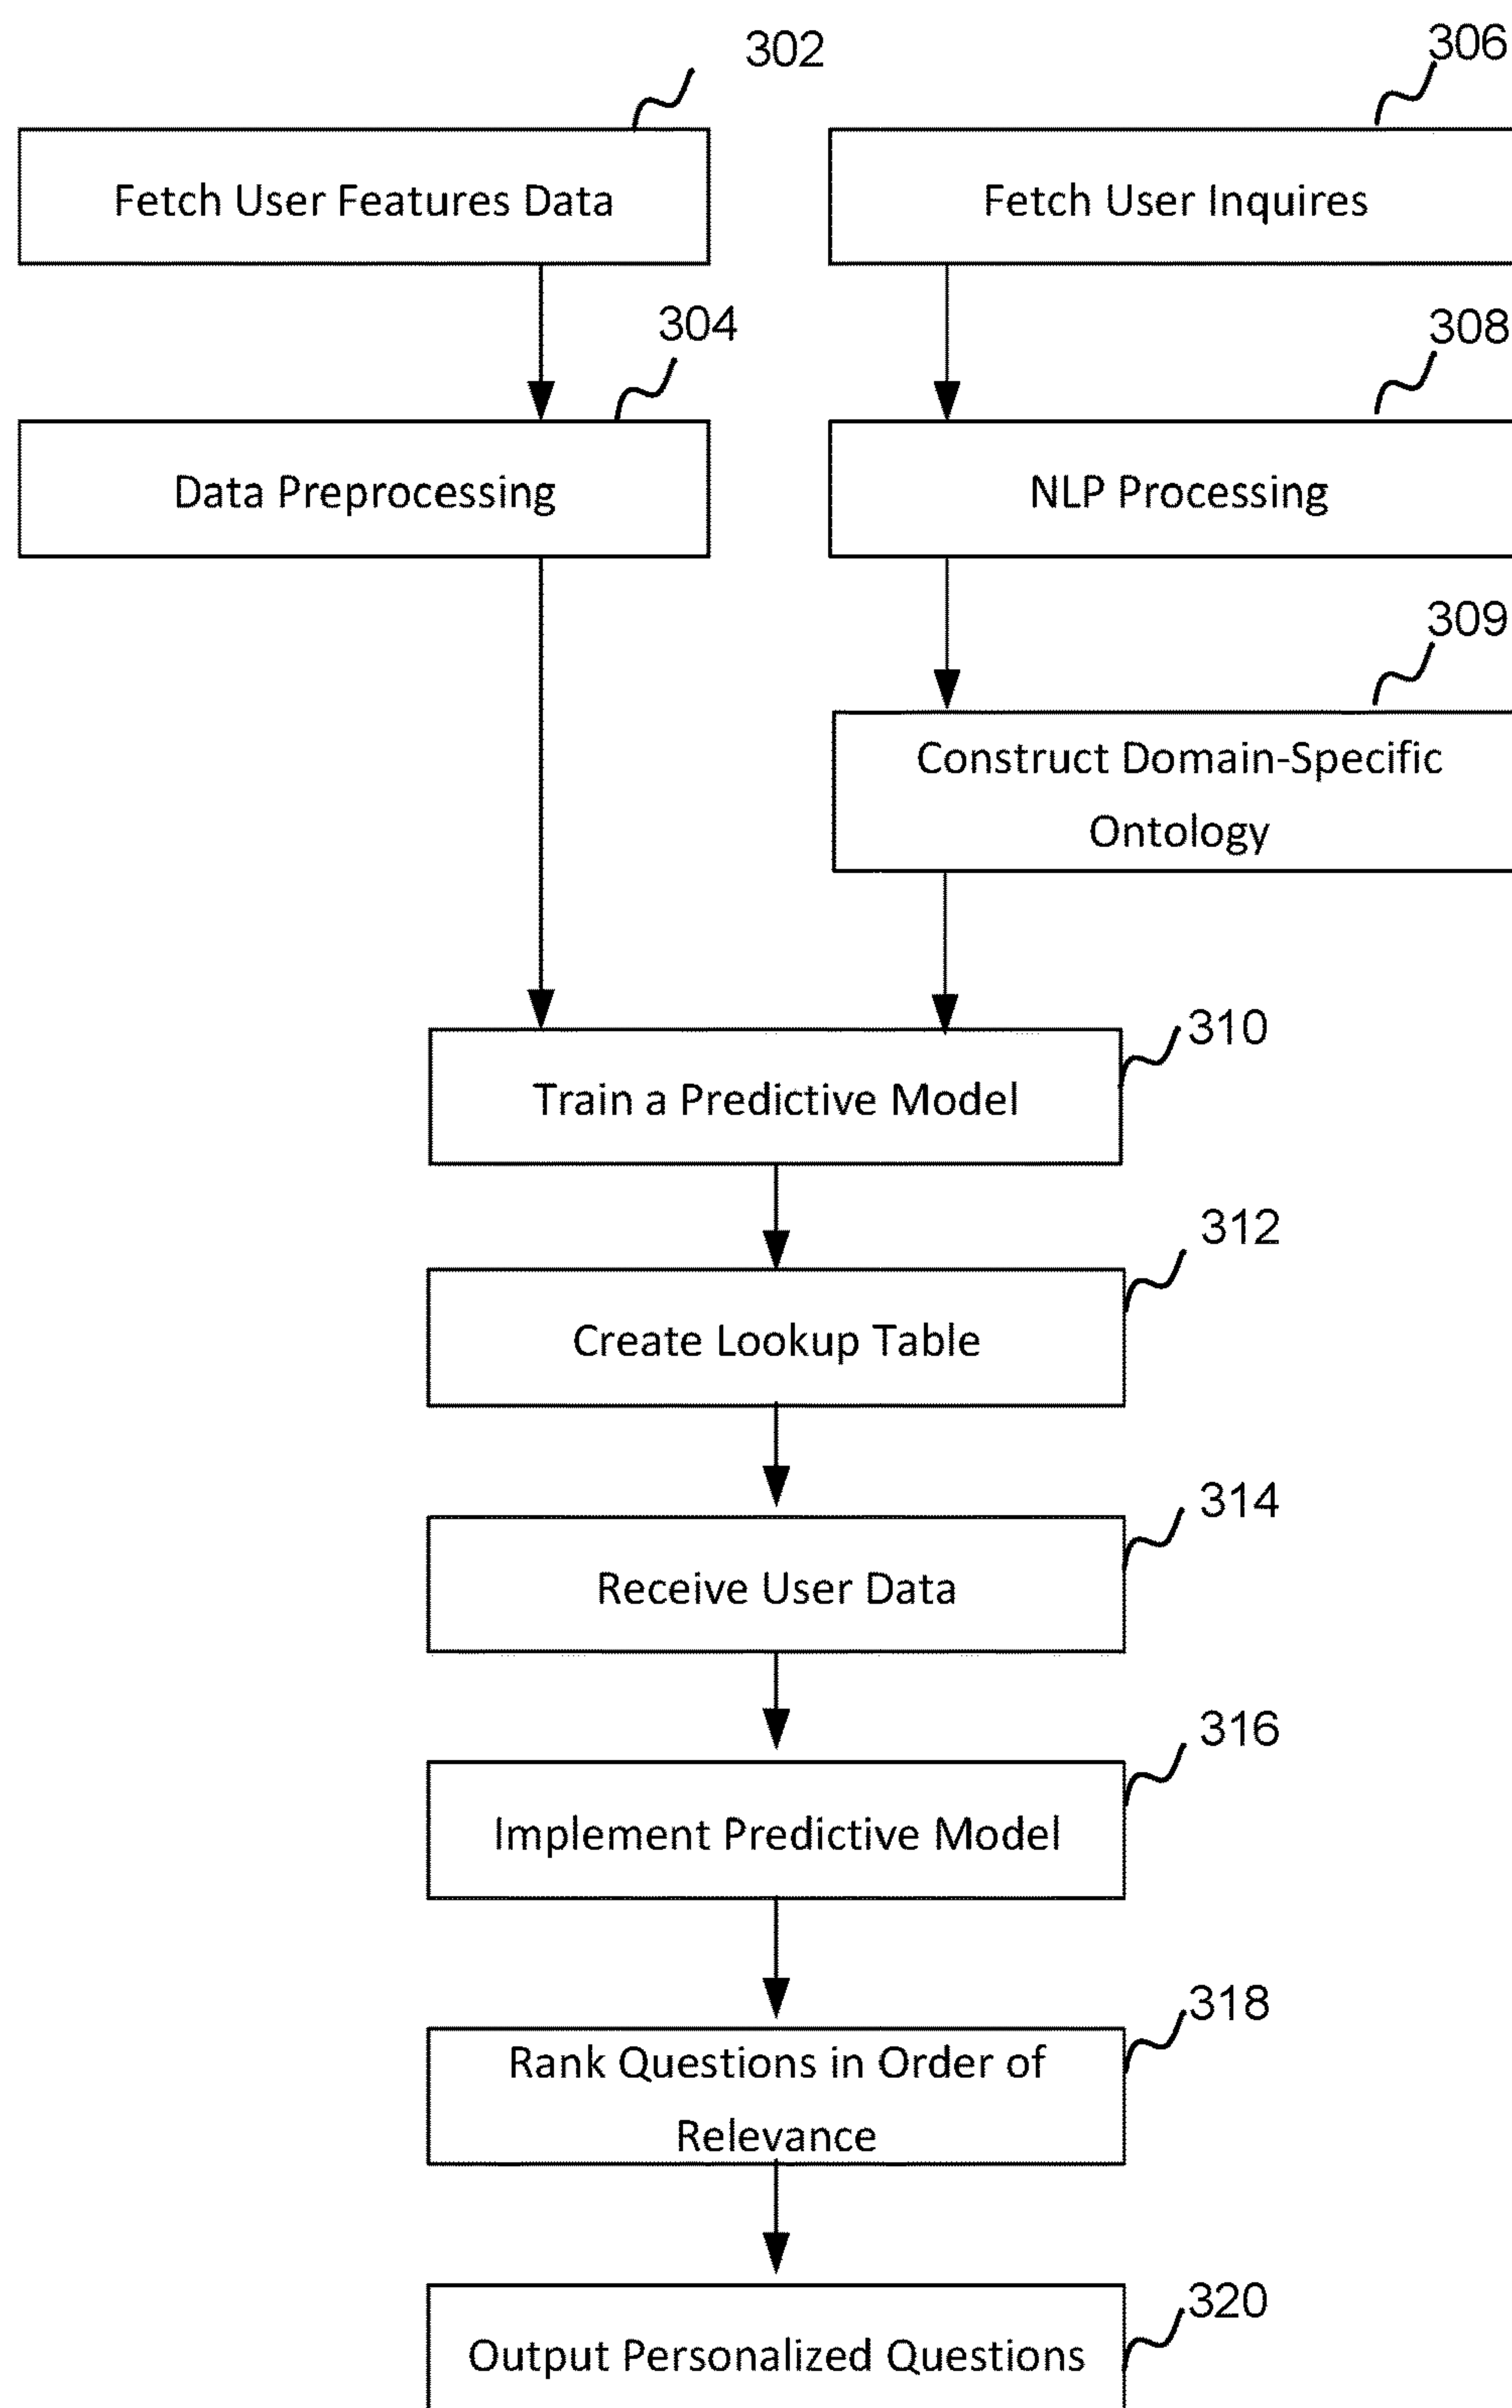 302
306
Fetch User Features Data
Fetch User Inquires
304
308
Data Preprocessing
NLP Processing
309
Construct Domain-Specific
Ontology
310
Train a Predictive Model
312
Create Lookup Table
314
Receive User Data
316
Implement Predictive Model
318
Rank Questions in Order of
Relevance
320
Output Personalized Questions